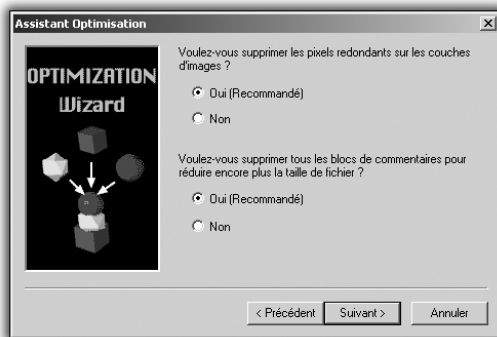 Assistant Optimisation
OPTIMIZATION
Wizard
Voulez-vous supprimer les pixels redondants sur les couches
d'images ?
Oui (Recommandé)
Non
Voulez-vous supprimer tous les blocs de commentaires pour
réduire encore plus la taille de fichier ?
Oui (Recommandé)
Non
< Précédent
Suivant >
Annuler